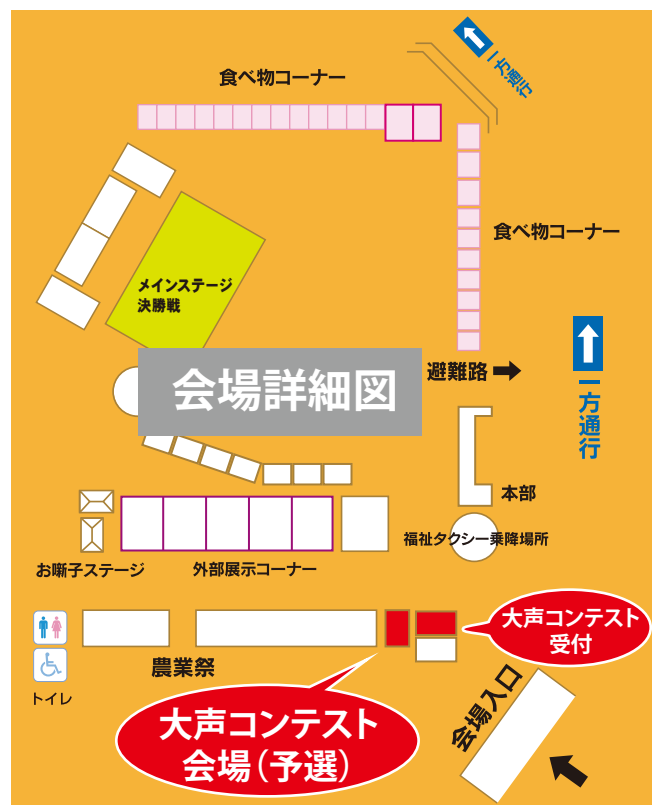 一方通行
食べ物コーナー
食べ物コーナー
メインステージ
決勝戦
会場詳細図
避難路
一方通行
本部
福祉タクシー乗降場所
お囃子ステージ
外部展示コーナー
大声コンテスト
受付
農業祭
トイレ
会場入口
大声コンテスト
会場（予選）